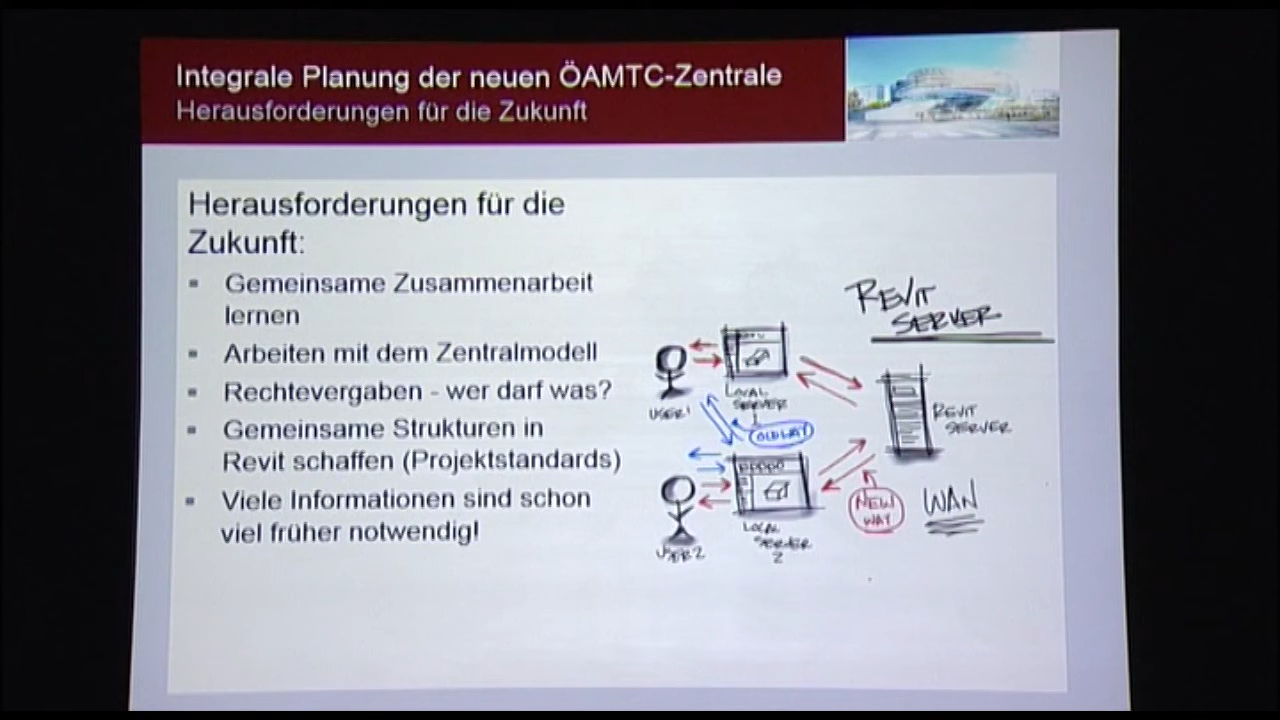 Integrale Planung der neuen ÖAMTC-Zentrale
Herausforderungen für die Zukunft
Herausforderungen für die
Zukunft:
▪ Gemeinsame Zusammenarbeit
lernen
▪ Arbeiten mit dem Zentralmodell
▪ Rechtevergaben - wer darf was?
▪ Gemeinsame Strukturen in
Revit schaffen (Projektstandards)
▪ Viele Informationen sind schon
viel früher notwendig!
REVIT
SERVER
USER1
LOCAL
SERVER
1
OLD WAY
REVIT
SERVER
USER2
LOCAL
SERVER
2
NEW
WAY
WAN